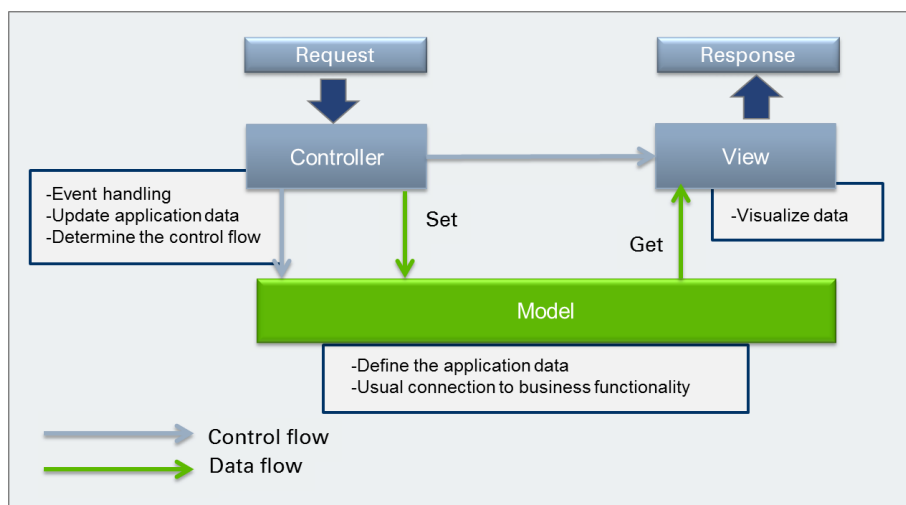 Request
Response
Controller
View
-Event handling
-Update application data
-Determine the control flow
Set
Get
-Visualize data
Model
-Define the application data
-Usual connection to business functionality
Control flow
Data flow